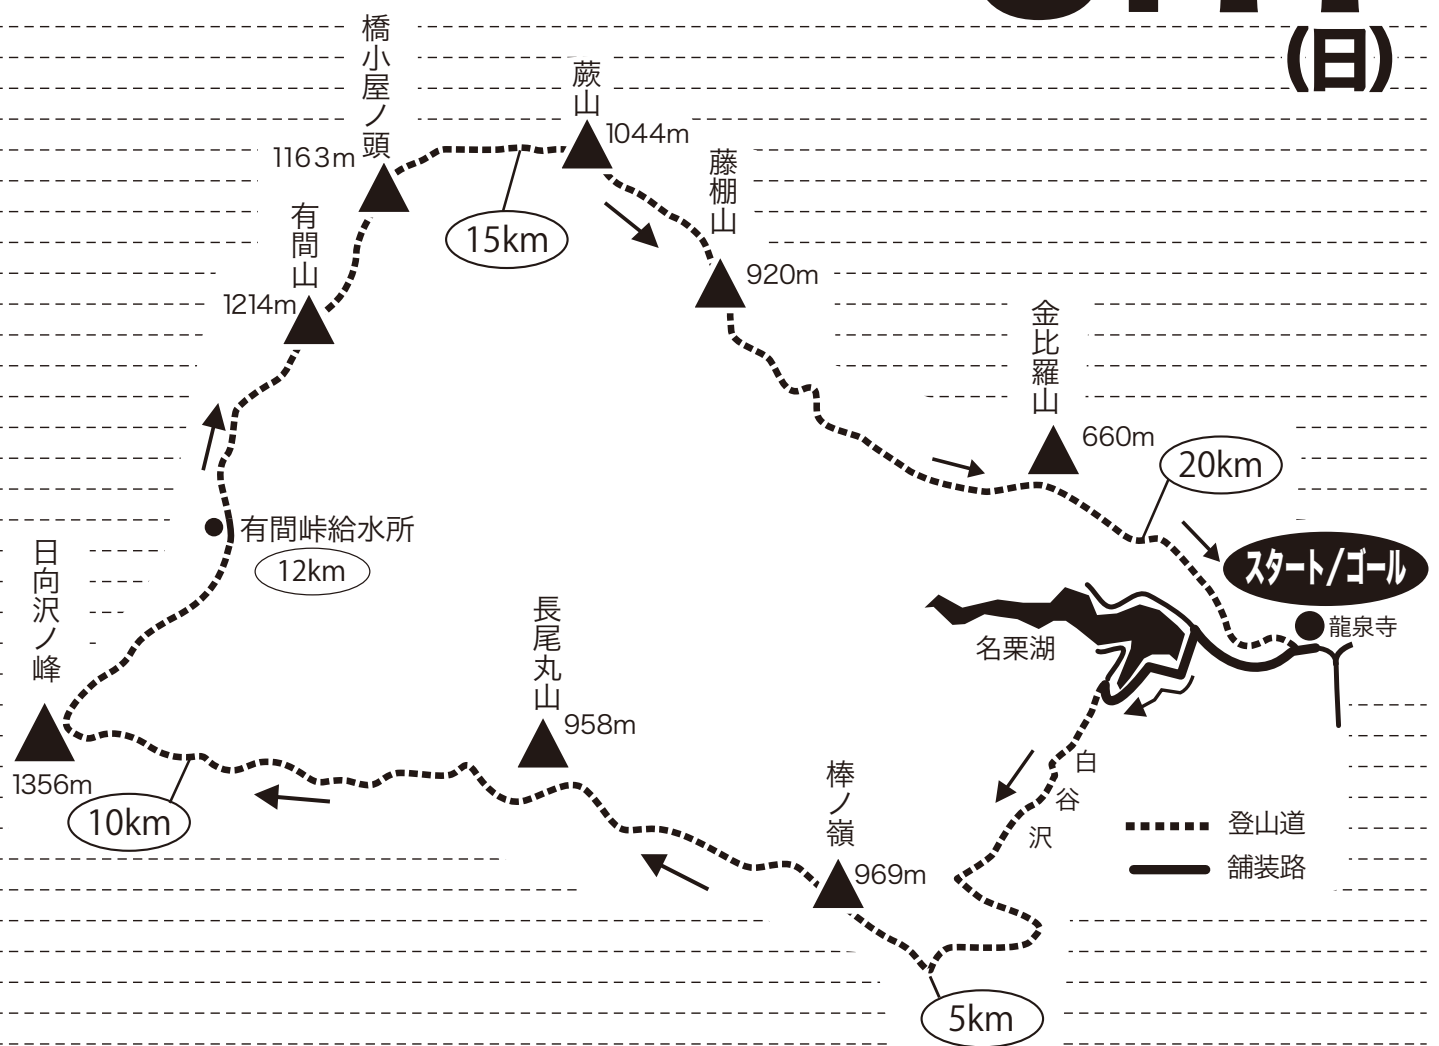 (日)
橋小屋ノ頭
1163m
蕨山
1044m
藤棚山
920m
有間山
1214m
15km
金比羅山
660m
20km
有間峠給水所
12km
スタート/ゴール
龍泉寺
名栗湖
日向沢ノ峰
1356m
10km
長尾丸山
958m
棒ノ嶺
969m
白谷沢
5km
登山道
舗装路